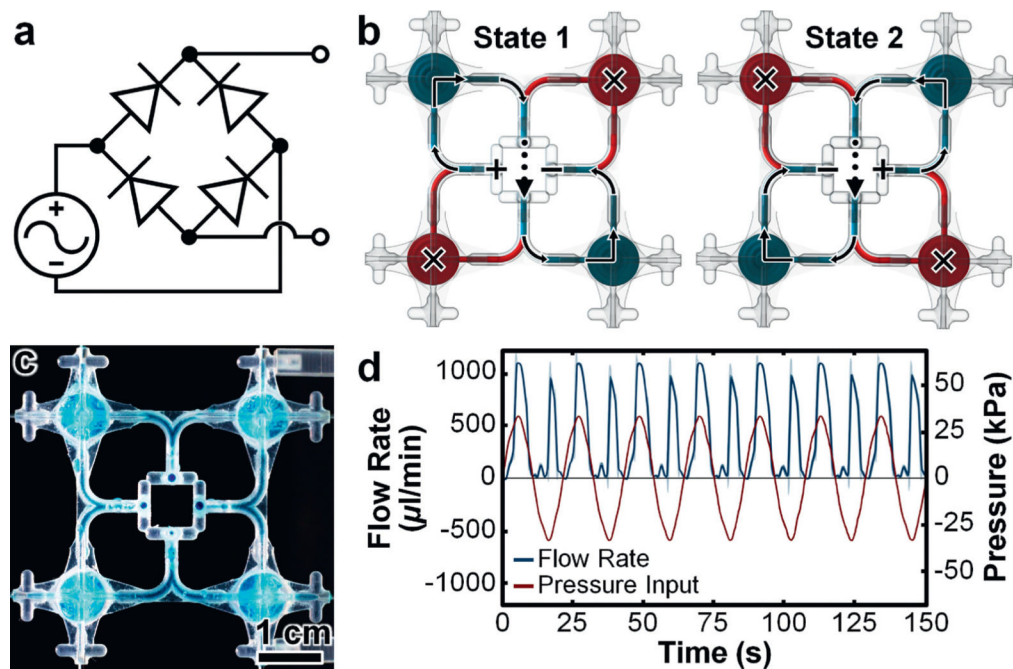 a
+
−
b
State 1
State 2
×
×
+
−
×
×
−
+
c
1 cm
d
Flow Rate
(µl/min)
1000
500
0
-500
-1000
Flow Rate
Pressure Input
50
25
0
-25
-50
Pressure (kPa)
0
25
50
75
100
125
150
Time (s)